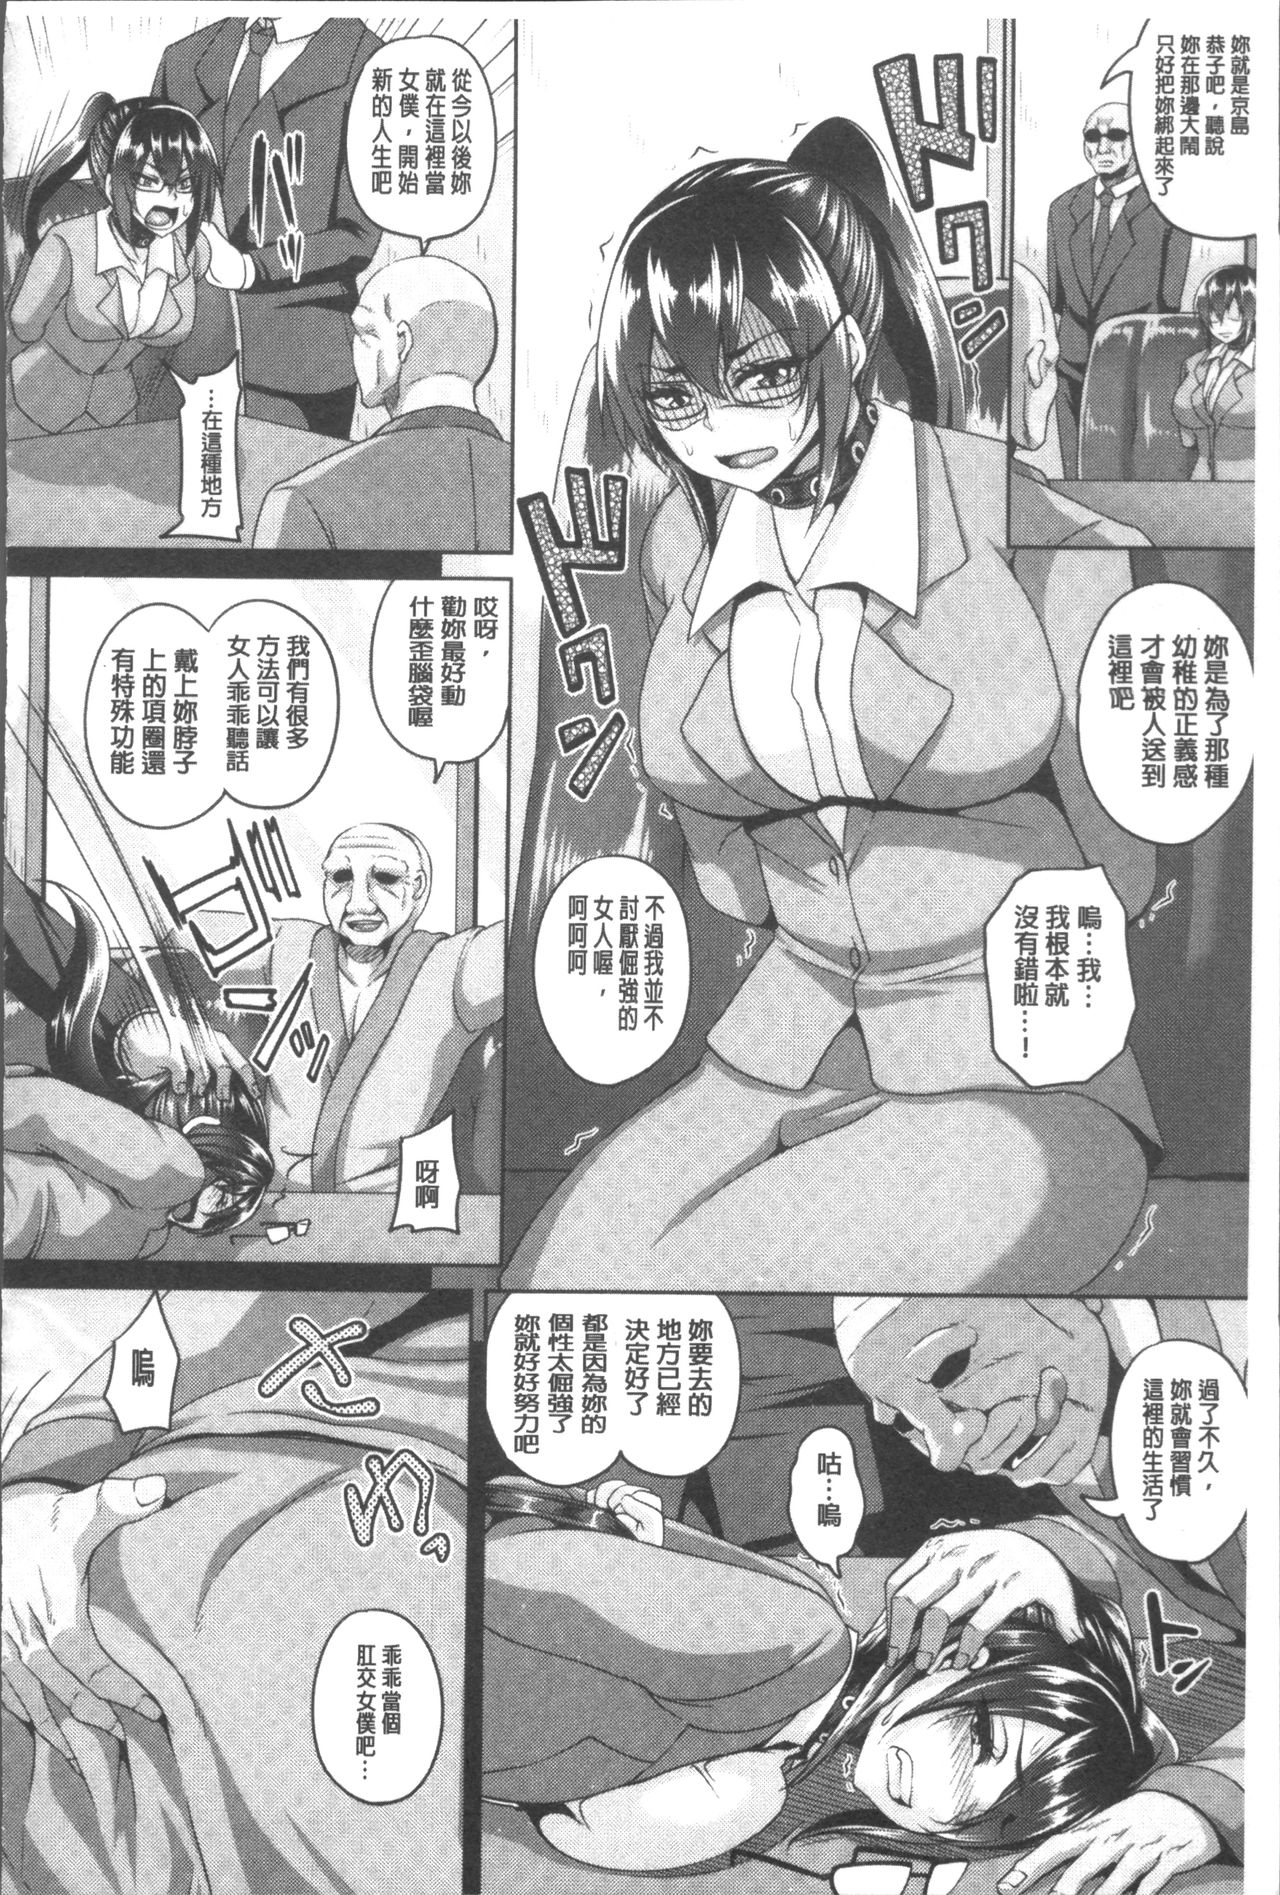 妳就是京島
恭子吧，聽說
妳在那邊大鬧
只好把妳綁起來了
ドクン
ドクン
妳是為了那種
幼稚的正義感
才會被人送到
這裡吧
嗚…我…
我根本就
沒有錯啦…！
不過我並不
討厭倔強的
女人喔，
呵呵呵
從今以後妳
就在這裡當
女僕，開始
新的人生吧
…在這種地方
哎呀，
勸妳最好動
什麼歪腦袋喔
我們有很多
方法可以讓
女人乖乖聽話
戴上妳脖子
上的項圈還
有特殊功能
呀啊
過了不久，
妳就會習慣
這裡的生活了
ト
妳要去的
地方已經
決定好了
都是因為妳的
個性太倔強了
妳就好好努力吧
咕…嗚
嗚
乖乖當個
肛交女僕吧…